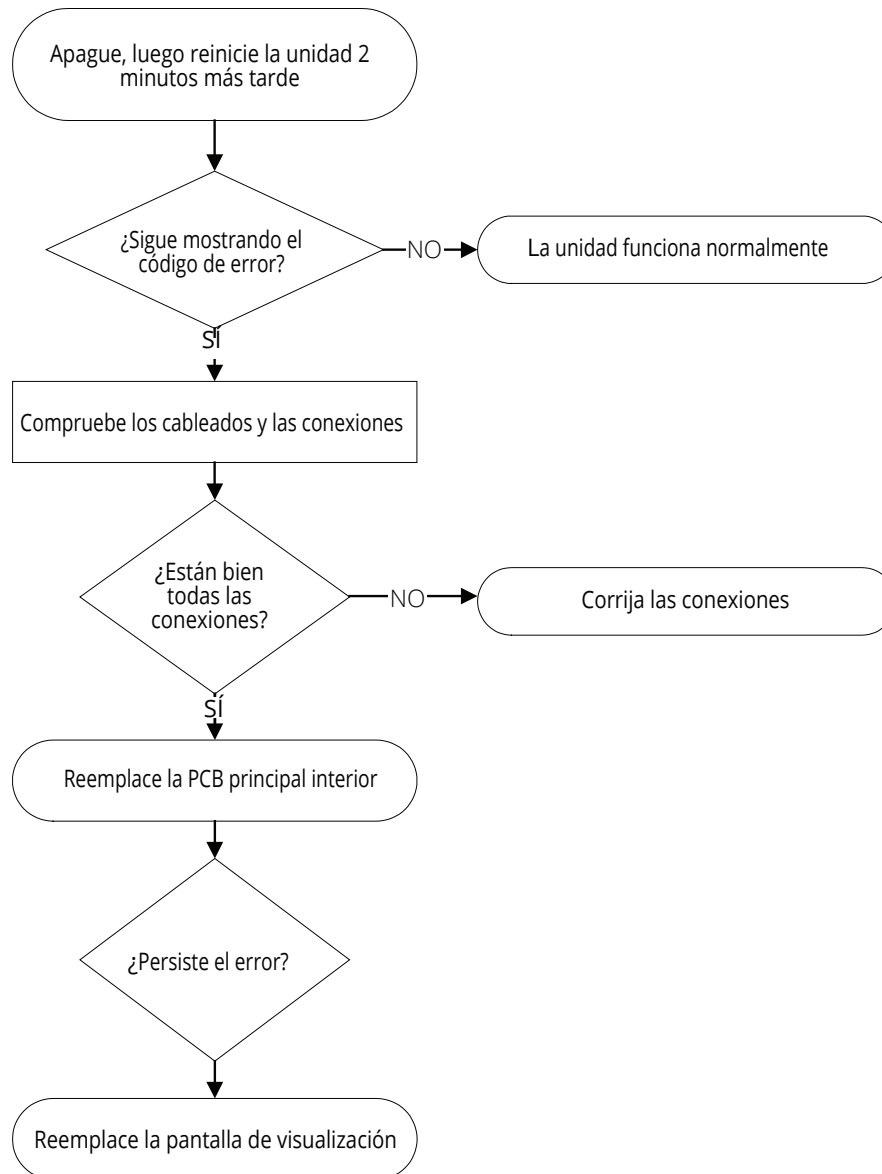 Apague, luego reinicie la unidad 2
minutos más tarde
¿Sigue mostrando el
código de error?
NO
La unidad funciona normalmente
SÍ
Compruebe los cableados y las conexiones
¿Están bien
todas las
conexiones?
NO
Corrija las conexiones
SÍ
Reemplace la PCB principal interior
¿Persiste el error?
Reemplace la pantalla de visualización